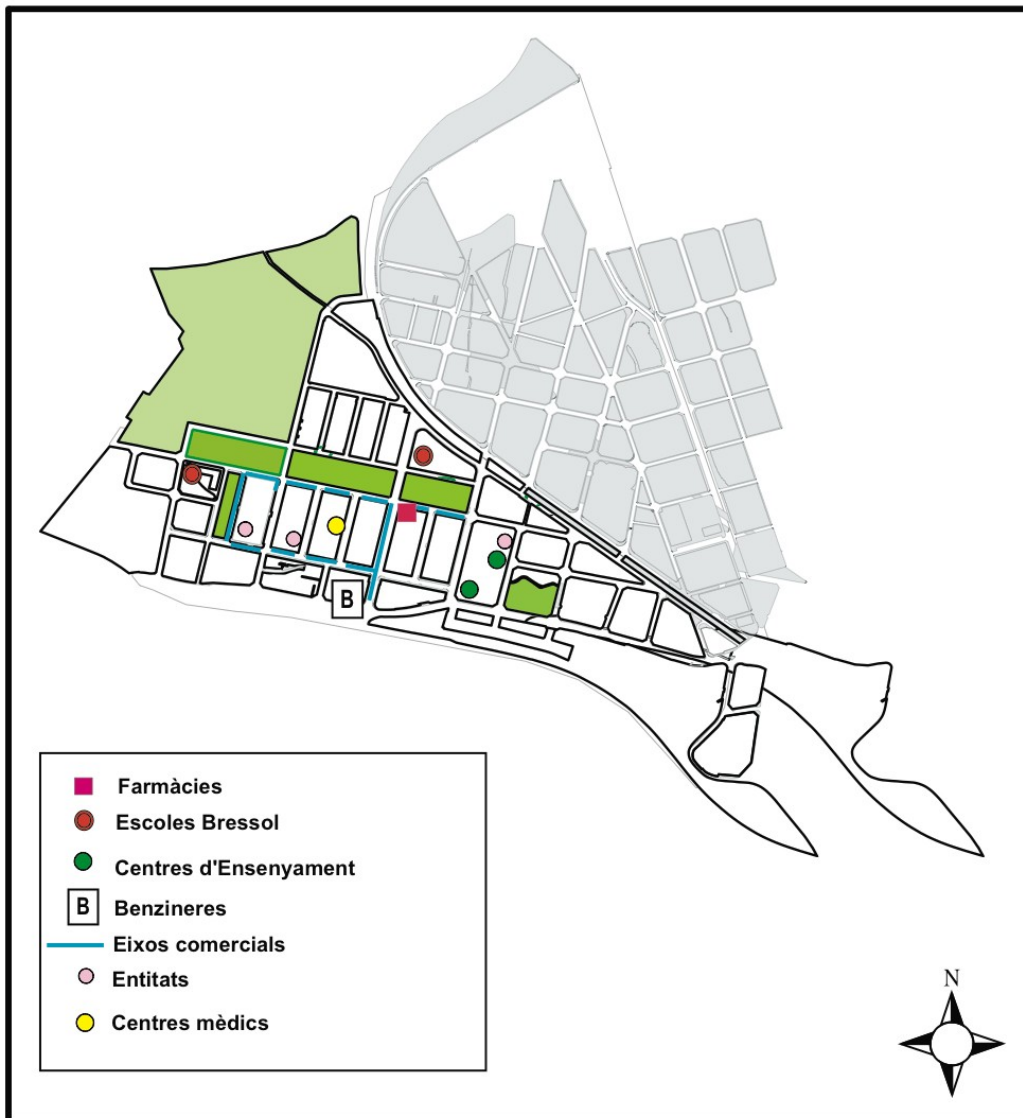 B
Farmàcies
Escoles Bressol
Centres d'Ensenyament
B Benzineres
Eixos comercials
Entitats
Centres mèdics
N